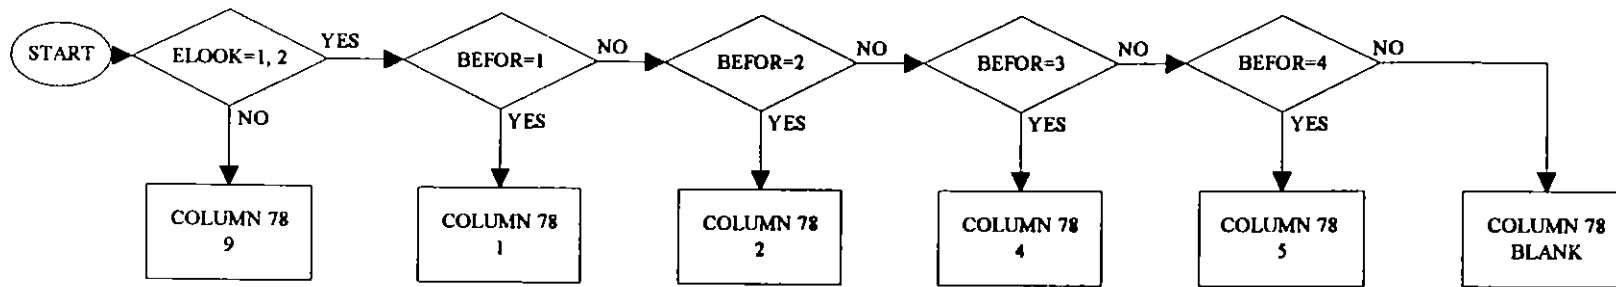 START
ELOOK=1, 2
YES
NO
BEFOR=1
NO
YES
BEFOR=2
NO
YES
BEFOR=3
NO
YES
BEFOR=4
NO
YES
COLUMN 78
9
COLUMN 78
1
COLUMN 78
2
COLUMN 78
4
COLUMN 78
5
COLUMN 78
BLANK